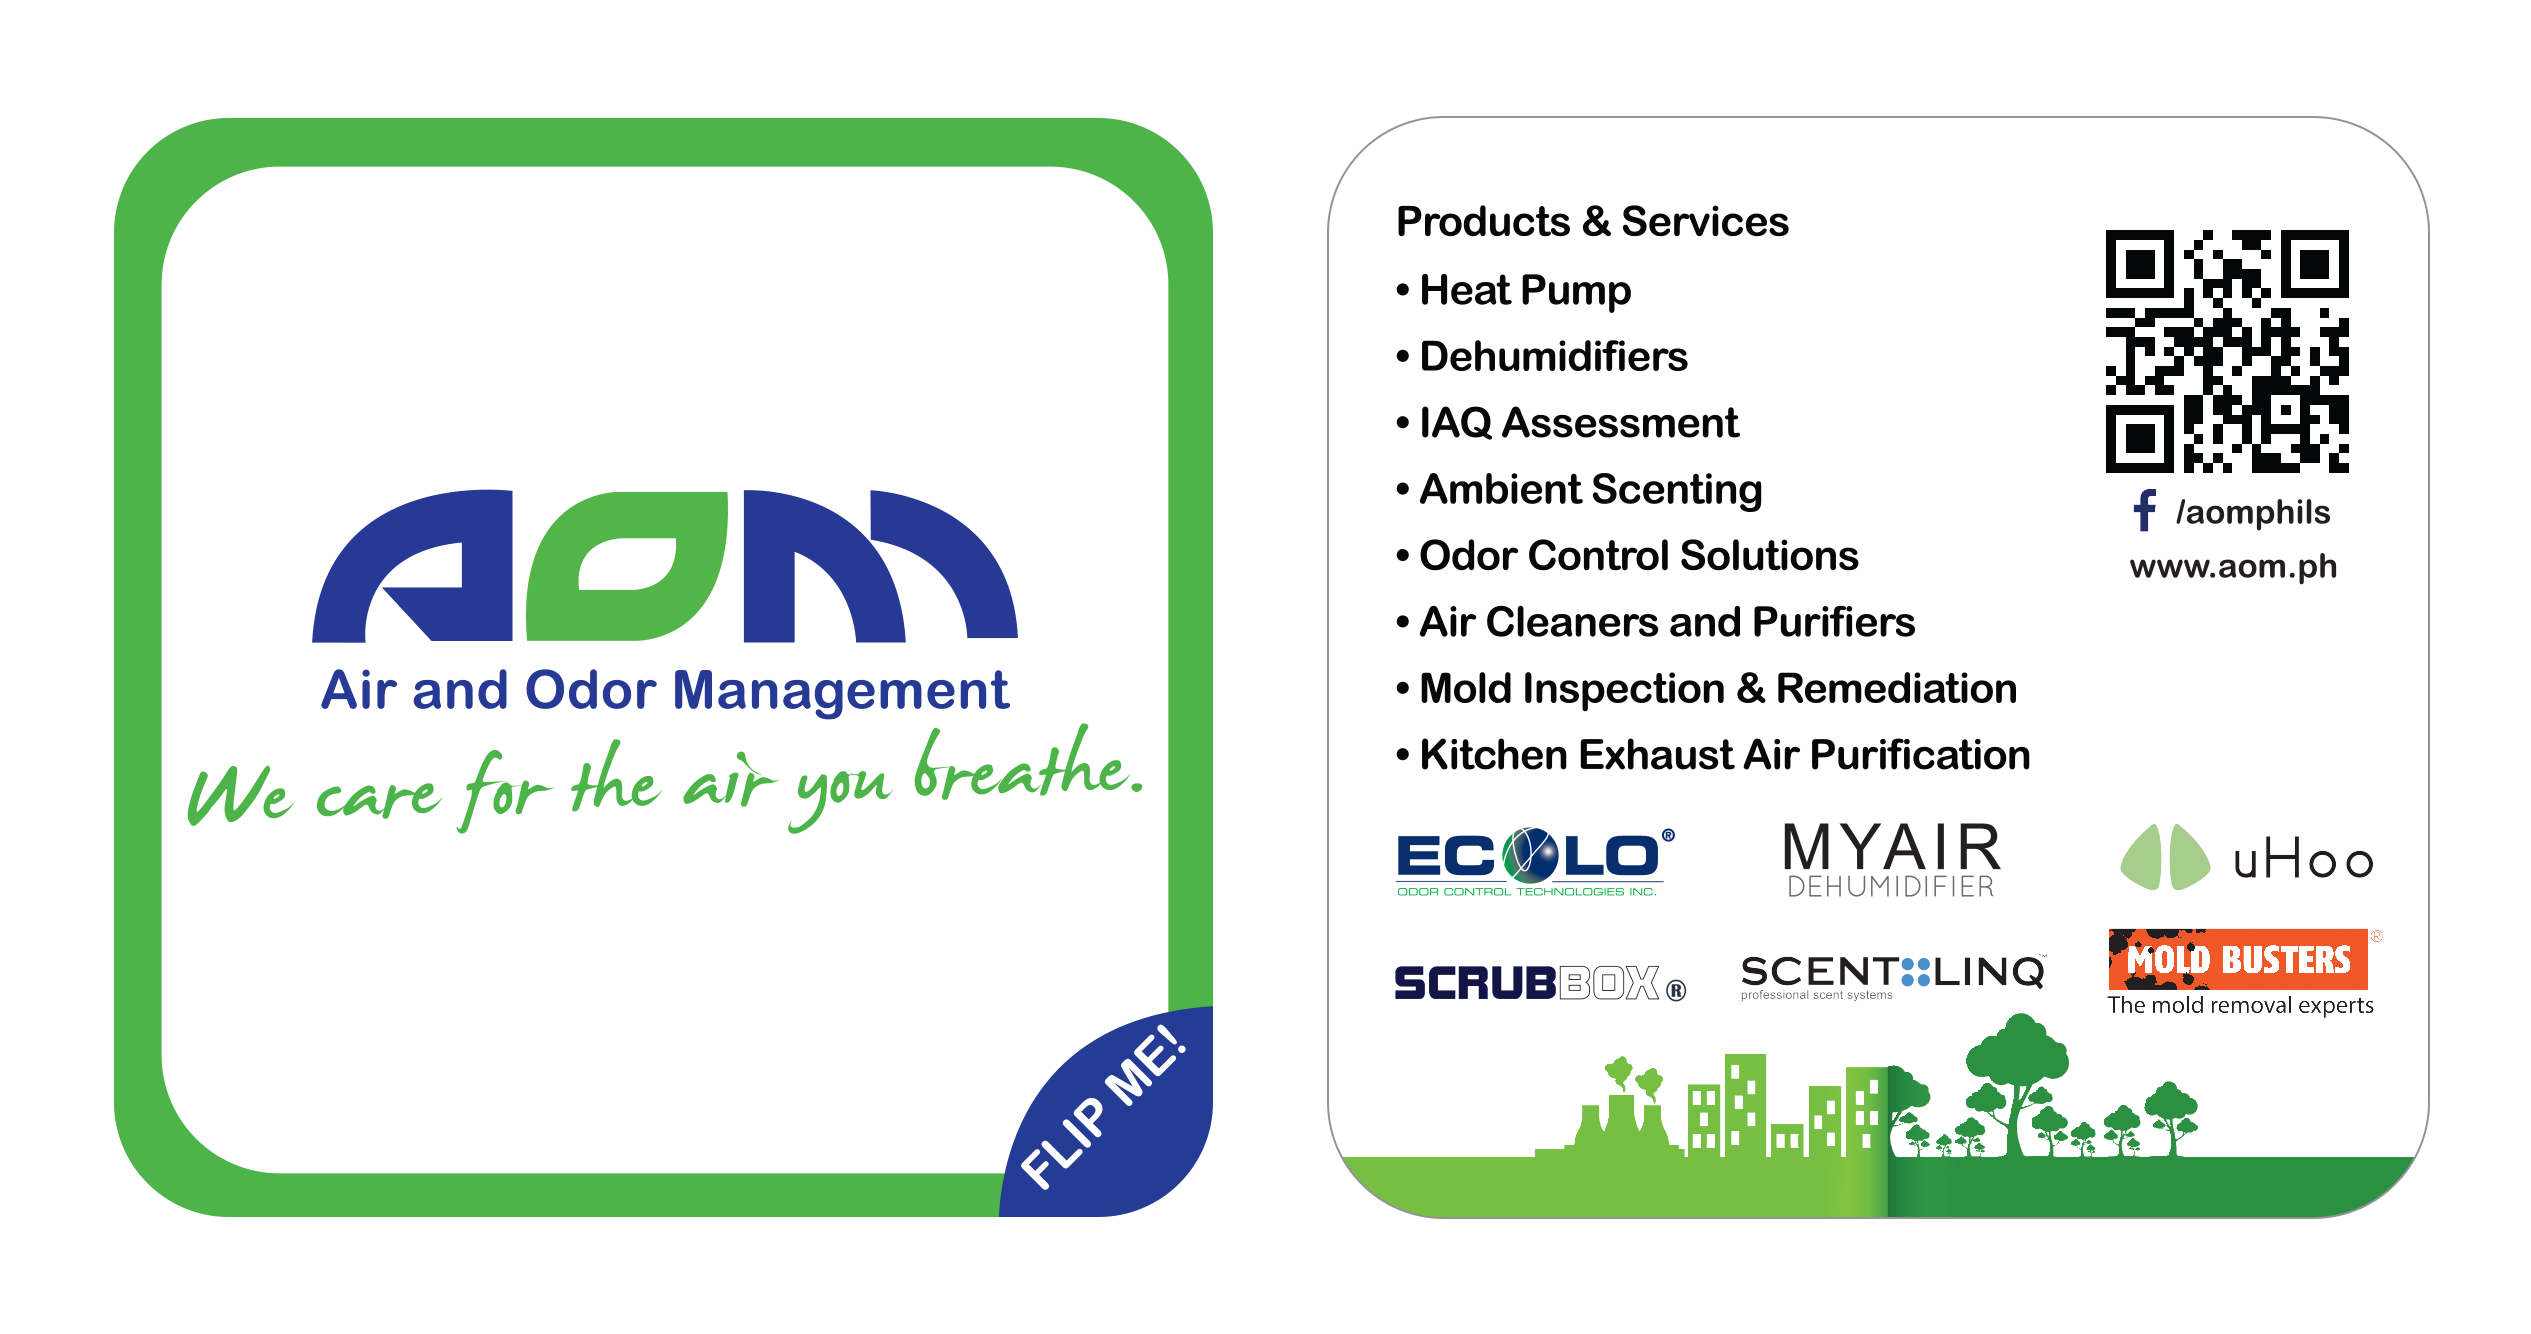 AOM
Air and Odor Management
We care for the air you breathe.
FLIP ME!
Products & Services
• Heat Pump
• Dehumidifiers
• IAQ Assessment
• Ambient Scenting
• Odor Control Solutions
• Air Cleaners and Purifiers
• Mold Inspection & Remediation
• Kitchen Exhaust Air Purification
f /aomphils
www.aom.ph
ECOLO®
ODOR CONTROL TECHNOLOGIES INC.
MYAIR
DEHUMIDIFIER
uHoo
SCRUBBOX®
SCENTLINQ™
professional scent systems
MOLD BUSTERS®
The mold removal experts